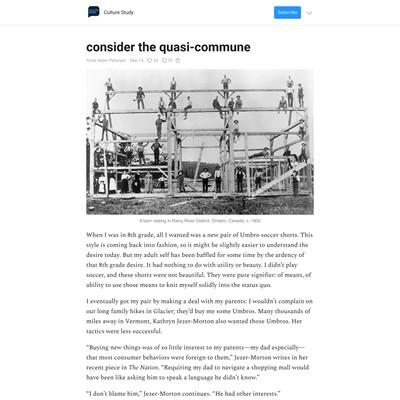 Culture Study
Subscribe
consider the quasi-commune
Anne Helen Petersen Mar 14
A barn raising in Rainy River District, Ontario, Canada, c. 1900
When I was in 8th grade, all I wanted was a new pair of Umbro soccer shorts. This
style is coming back into fashion, so it might be slightly easier to understand the
desire today. But my adult self has been baffled for some time by the ardency of
that 8th grade desire. It had nothing to do with utility or beauty. I didn't play
soccer, and these shorts were not beautiful. They were pure signifier: of means, of
ability to use those means to knit myself solidly into the status quo.
I eventually got my pair by making a deal with my parents: I wouldn't complain on
our long family hikes in Glacier; they'd buy me some Umbros. Many thousands of
miles away in Vermont, Kathryn Jezer-Morton also wanted those Umbros. Her
tactics were less successful.
"Buying new things was of so little interest to my parents—my dad especially—
that most consumer behaviors were foreign to them," Jezer-Morton writes in her
recent piece in The Nation. "Requiring my dad to navigate a shopping mall would
have been like asking him to speak a language he didn't know."
"I don't blame him," Jezer-Morton continues. "He had other interests."